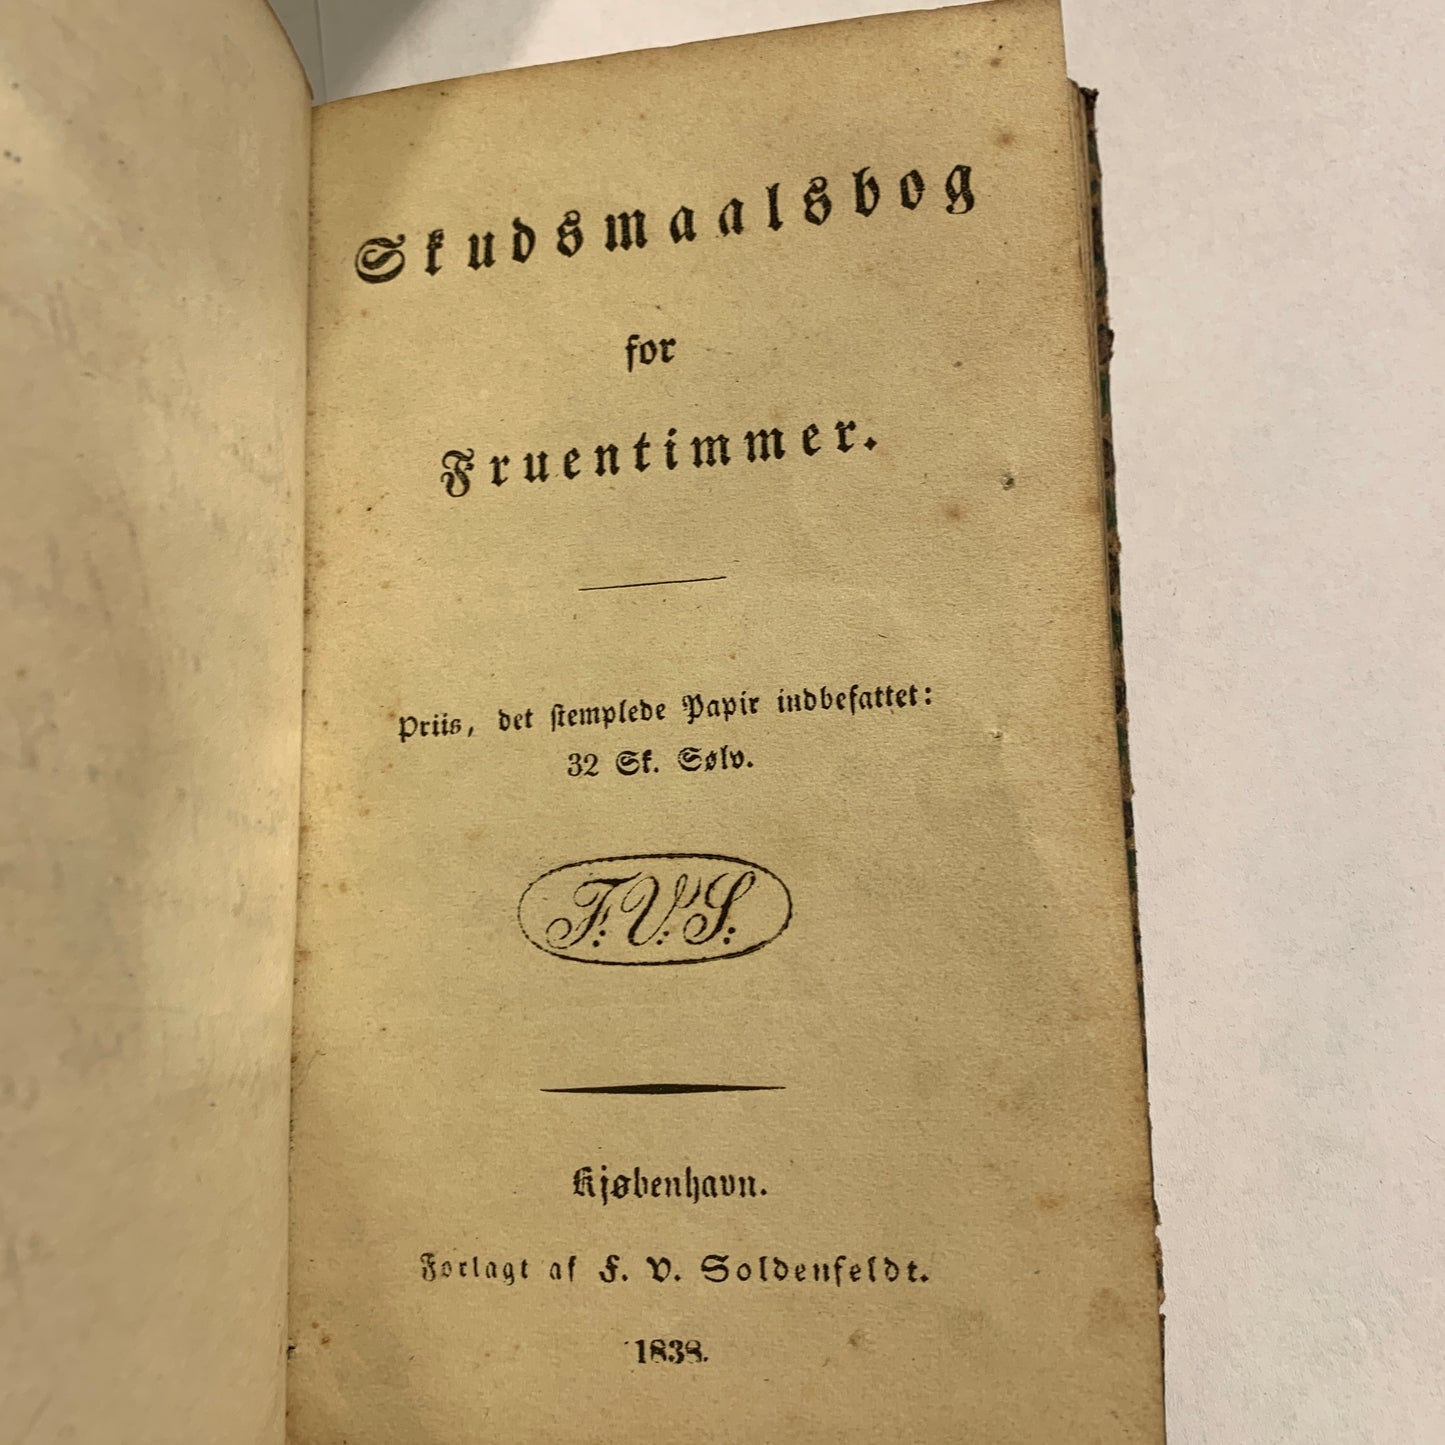 Skudsmaalsbog
for
Fruentimmer.
Priis, det stemplede Papir indbefattet:
32 Sk. Sølv.
F: V: S:
Kjøbenhavn.
Forlagt af F. V. Soldenfeldt.
1838.